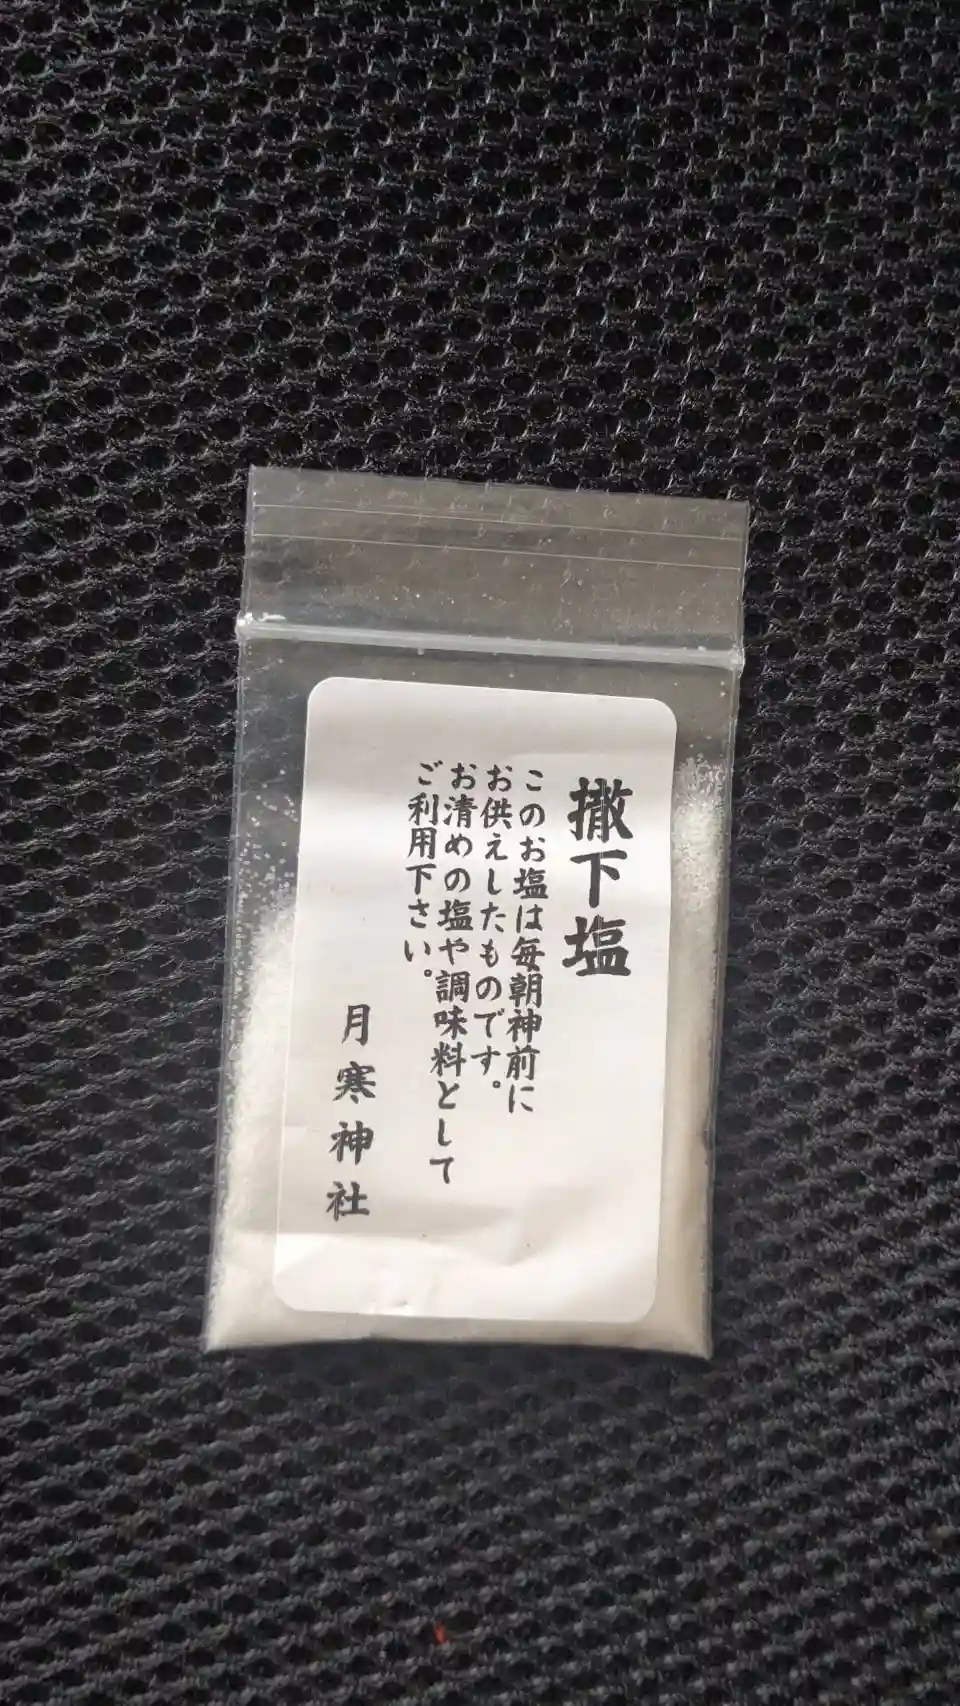 撤下塩
このお塩は毎朝神前に
お供えしたものです。
お清めの塩や調味料として
ご利用下さい。
月寒神社